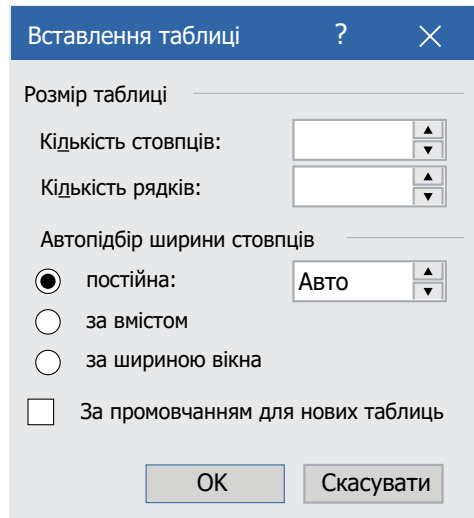 Вставлення таблиці ?
Розмір таблиці
Кількість стовпців:
Кількість рядків:
Автопідбір ширини стовпців
постійна: Авто
за вмістом
за шириною вікна
За промовчанням для нових таблиць
OK Скасувати